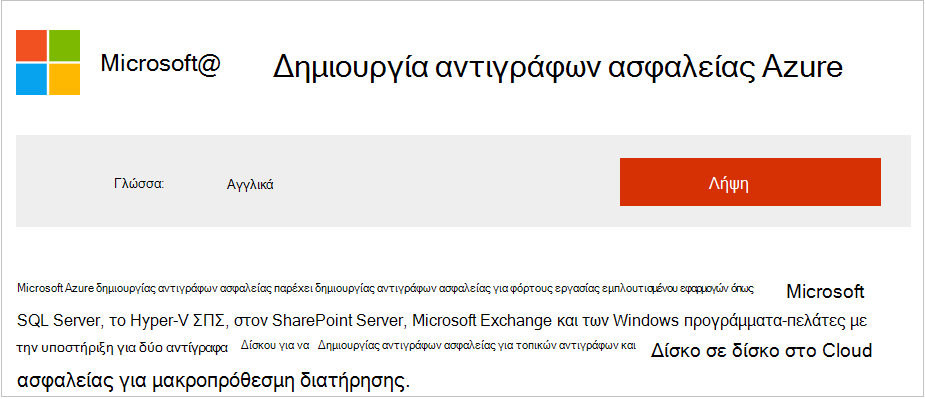 Microsoft@ Δημιουργία αντιγράφων ασφαλείας Azure
Γλώσσα: Αγγλικά Λήψη
Microsoft Azure δημιουργίας αντιγράφων ασφαλείας παρέχει δημιουργίας αντιγράφων ασφαλείας για φόρτους εργασίας εμπλουτισμένου εφαρμογών όπως Microsoft
SQL Server, το Hyper-V ΣΠΣ, στον SharePoint Server, Microsoft Exchange και των Windows προγράμματα-πελάτες με
την υποστήριξη για δύο αντίγραφα Δίσκου για να Δημιουργίας αντιγράφων ασφαλείας για τοπικών αντιγράφων και Δίσκο σε δίσκο στο Cloud
ασφαλείας για μακροπρόθεσμη διατήρησης.